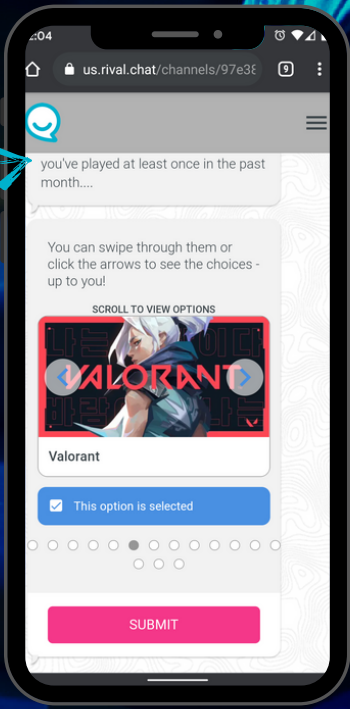 :04
us.rival.chat/channels/97e38
9
you've played at least once in the past
month....
You can swipe through them or
click the arrows to see the choices -
up to you!
SCROLL TO VIEW OPTIONS
VALORANT
Valorant
This option is selected
SUBMIT